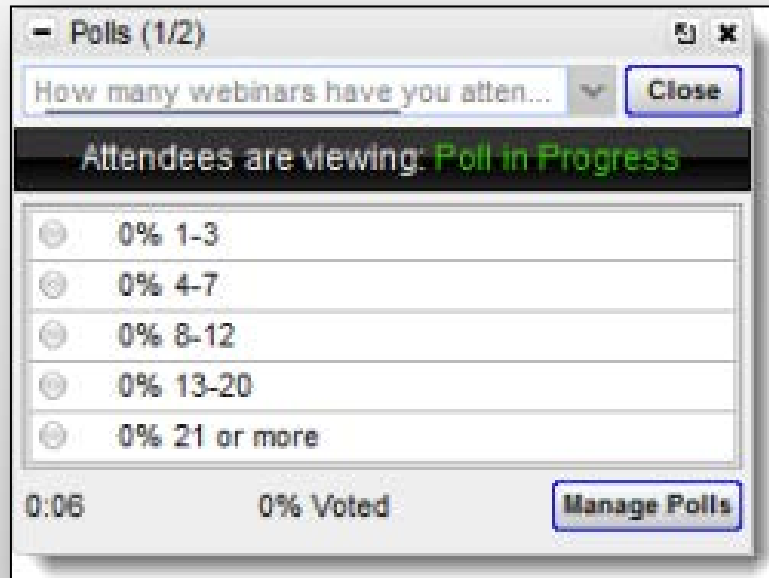 Polls (1/2)
How many webinars have you atten... Close
Attendees are viewing: Poll in Progress
0% 1-3
0% 4-7
0% 8-12
0% 13-20
0% 21 or more
0:06 0% Voted Manage Polls